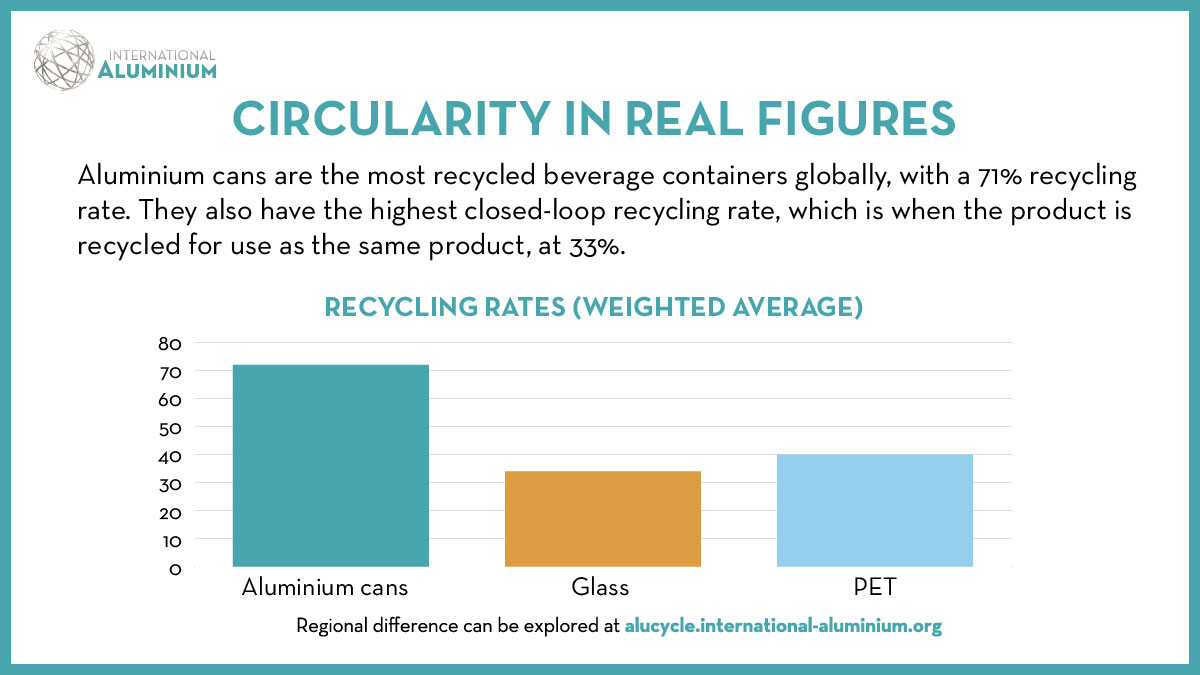 INTERNATIONAL
ALUMINIUM
CIRCULARITY IN REAL FIGURES
Aluminium cans are the most recycled beverage containers globally, with a 71% recycling
rate. They also have the highest closed-loop recycling rate, which is when the product is
recycled for use as the same product, at 33%.
RECYCLING RATES (WEIGHTED AVERAGE)
80
70
60
50
40
30
20
10
0
Aluminium cans Glass PET
Regional difference can be explored at alucycle.international-aluminium.org